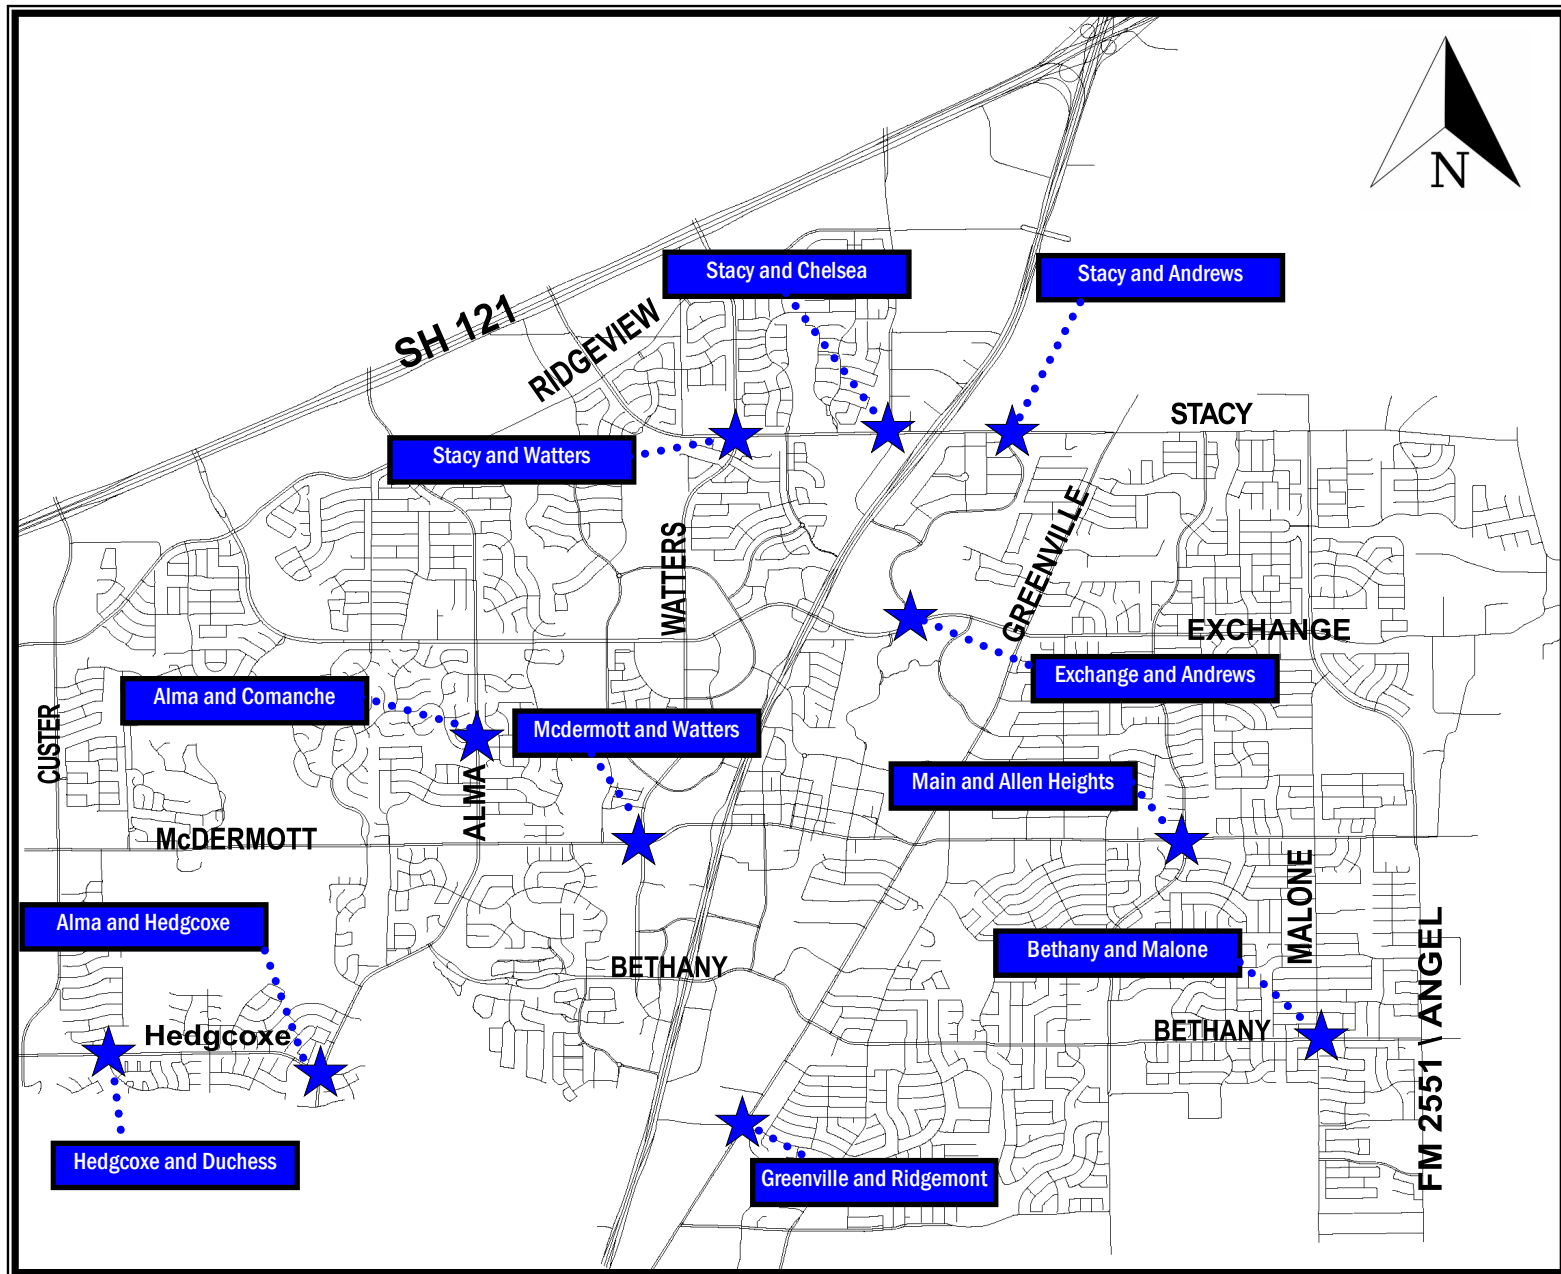 N
Stacy and Chelsea
Stacy and Andrews
SH 121
RIDGEVIEW
STACY
Stacy and Watters
WATTERS
GREENVILLE
EXCHANGE
Exchange and Andrews
Alma and Comanche
CUSTER
Mcdermott and Watters
ALMA
Main and Allen Heights
McDERMOTT
MALONE
Alma and Hedgcoxe
Bethany and Malone
BETHANY
FM 2551 \ ANGEL
Hedgcoxe
BETHANY
Hedgcoxe and Duchess
Greenville and Ridgemont